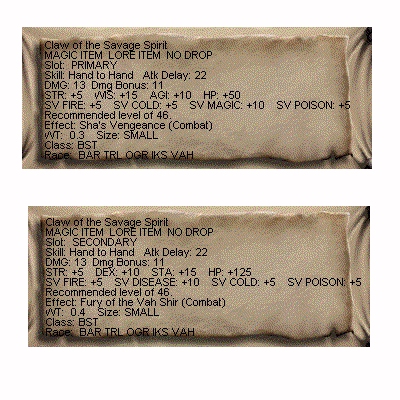 Claw of the Savage Spirit
MAGIC ITEM LORE ITEM NO DROP
Slot: PRIMARY
Skill: Hand to Hand Atk Delay: 22
DMG: 13 Dmg Bonus: 11
STR: +5 WIS: +15 AGI: +10 HP: +50
SV FIRE: +5 SV COLD: +5 SV MAGIC: +10 SV POISON: +5
Recommended level of 46.
Effect: Sha's Vengeance (Combat)
WT: 0.3 Size: SMALL
Class: BST
Race: BAR TRL OGR IKS VAH
Claw of the Savage Spirit
MAGIC ITEM LORE ITEM NO DROP
Slot: SECONDARY
Skill: Hand to Hand Atk Delay: 22
DMG: 13 Dmg Bonus: 11
STR: +5 DEX: +10 STA: +15 HP: +125
SV FIRE: +5 SV DISEASE: +10 SV COLD: +5 SV POISON: +5
Recommended level of 46.
Effect: Fury of the Vah Shir (Combat)
WT: 0.4 Size: SMALL
Class: BST
Race: BAR TRL OGR IKS VAH